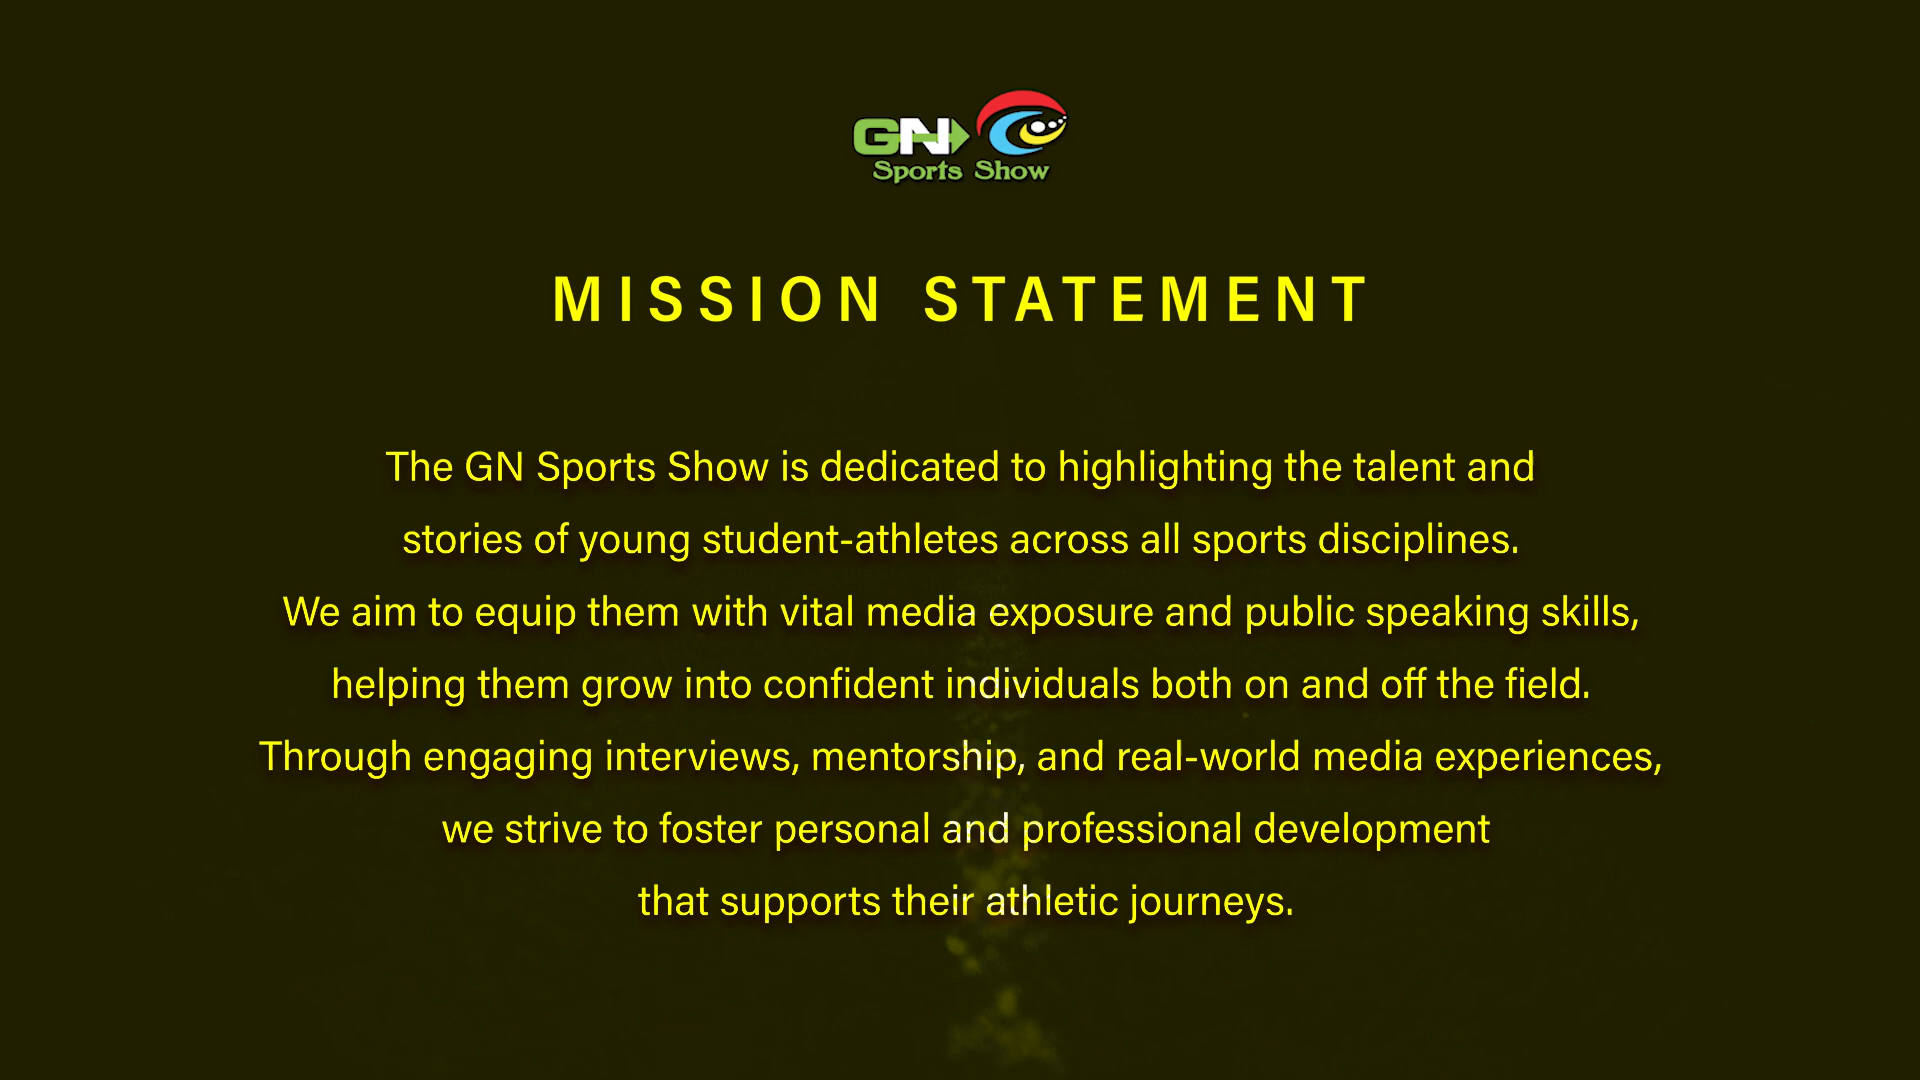 GN
Sports Show
MISSION STATEMENT
The GN Sports Show is dedicated to highlighting the talent and
stories of young student-athletes across all sports disciplines.
We aim to equip them with vital media exposure and public speaking skills,
helping them grow into confident individuals both on and off the field.
Through engaging interviews, mentorship, and real-world media experiences,
we strive to foster personal and professional development
that supports their athletic journeys.